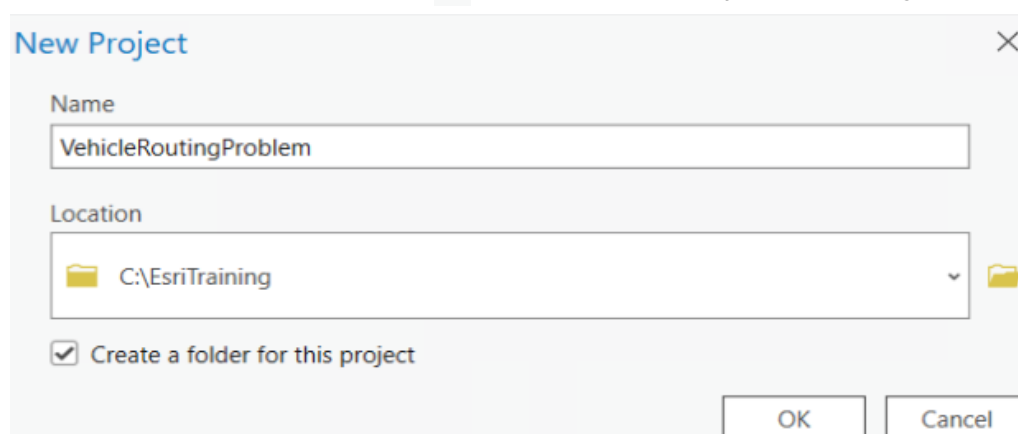 New Project
Name
VehicleRoutingProblem
Location
C:\EsriTraining
Create a folder for this project
OK Cancel